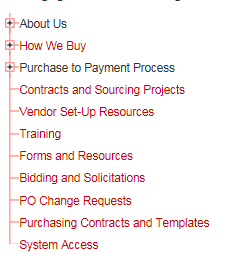 About Us
How We Buy
Purchase to Payment Process
Contracts and Sourcing Projects
Vendor Set-Up Resources
Training
Forms and Resources
Bidding and Solicitations
PO Change Requests
Purchasing Contracts and Templates
System Access